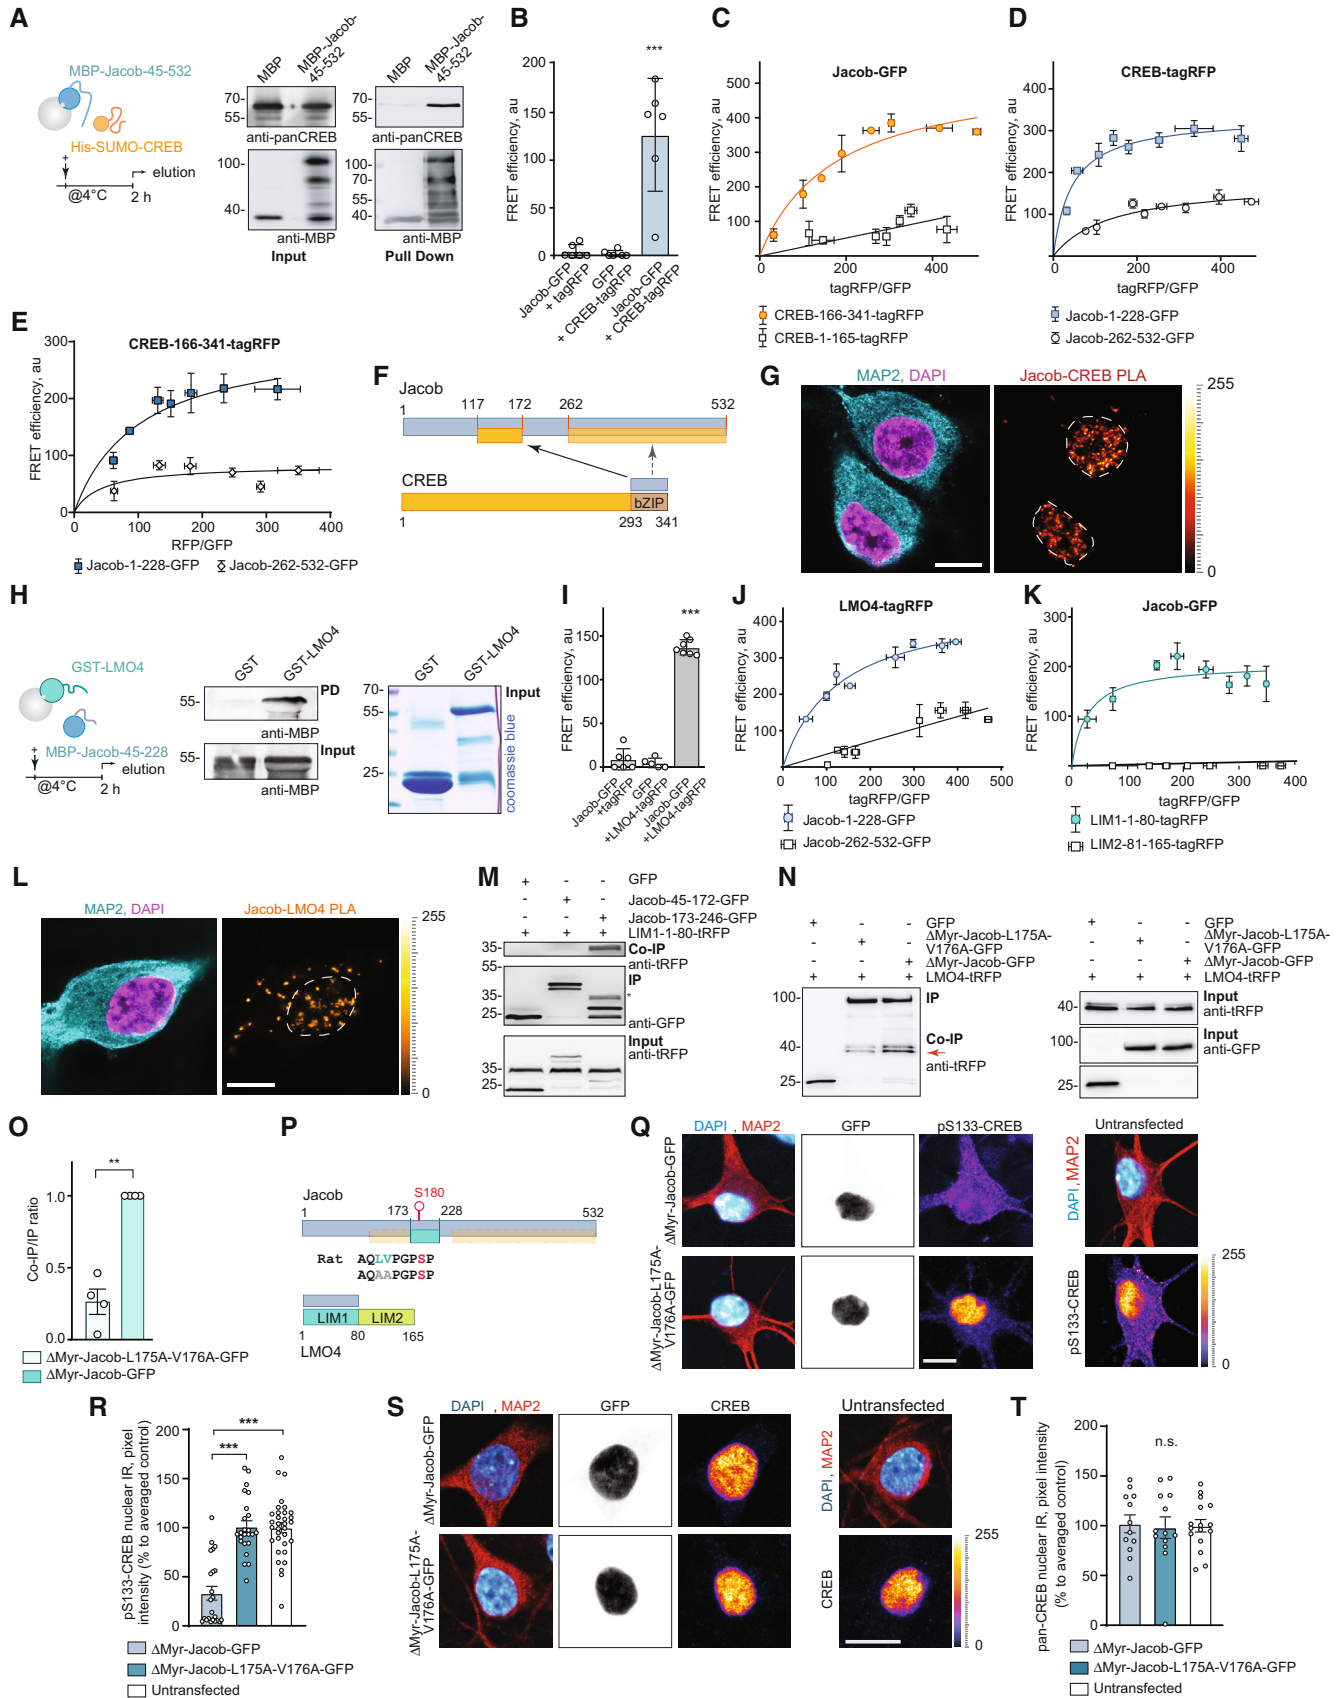 A
MBP-Jacob-45-532
His-SUMO-CREB
+
@4°C
2 h
elution
MBP
MBP-Jacob-
45-532
MBP
MBP-Jacob-
45-532
70-
55-
anti-panCREB
100-
40-
anti-MBP
Input
70-
55-
anti-panCREB
100-
70-
55-
40-
anti-MBP
Pull Down
B
FRET efficiency, au
200
150
100
50
0
***
Jacob-GFP
+ tagRFP
GFP
+ CREB-tagRFP
Jacob-GFP
+ CREB-tagRFP
C
Jacob-GFP
FRET efficiency, au
500
400
300
200
100
0
200
400
tagRFP/GFP
CREB-166-341-tagRFP
CREB-1-165-tagRFP
D
CREB-tagRFP
FRET efficiency, au
400
300
200
100
0
200
400
tagRFP/GFP
Jacob-1-228-GFP
Jacob-262-532-GFP
E
CREB-166-341-tagRFP
FRET efficiency, au
300
200
100
0
0
100
200
300
400
RFP/GFP
Jacob-1-228-GFP
Jacob-262-532-GFP
F
Jacob
1
117
172
262
532
CREB
bZIP
1
293
341
G
MAP2, DAPI
Jacob-CREB PLA
255
0
H
GST-LMO4
MBP-Jacob-45-228
+
@4°C
2 h
elution
GST
GST-LMO4
55-
PD
anti-MBP
55-
Input
anti-MBP
GST
GST-LMO4
70-
55-
25-
Input
coomassie blue
I
FRET efficiency, au
150
100
50
0
***
Jacob-GFP
+tagRFP
GFP
+LMO4-tagRFP
Jacob-GFP
+LMO4-tagRFP
J
LMO4-tagRFP
FRET efficiency, au
400
300
200
100
0
0
100
200
300
400
500
tagRFP/GFP
Jacob-1-228-GFP
Jacob-262-532-GFP
K
Jacob-GFP
FRET efficiency, au
300
200
100
0
0
100
200
300
400
tagRFP/GFP
LIM1-1-80-tagRFP
LIM2-81-165-tagRFP
L
MAP2, DAPI
Jacob-LMO4 PLA
255
0
M
+ - - GFP
- + - Jacob-45-172-GFP
- - + Jacob-173-246-GFP
+ + + LIM1-1-80-tRFP
35-
Co-IP
anti-tRFP
55-
35-
25-
IP
*
anti-GFP
35-
25-
Input
anti-tRFP
N
+ - - GFP
- + - ΔMyr-Jacob-L175A-
V176A-GFP
- - + ΔMyr-Jacob-GFP
+ + + LMO4-tRFP
100-
40-
25-
IP
Co-IP
anti-tRFP
+ - - GFP
- + - ΔMyr-Jacob-L175A-
V176A-GFP
- - + ΔMyr-Jacob-GFP
+ + + LMO4-tRFP
40-
Input
anti-tRFP
100-
Input
anti-GFP
25-
O
Co-IP/IP ratio
1.0
0.5
0.0
**
ΔMyr-Jacob-L175A-V176A-GFP
ΔMyr-Jacob-GFP
P
Jacob
S180
1
173
228
532
Rat AQLVPGPSP
AQAAPGPSP
LIM1
LIM2
1
80
165
LMO4
Q
DAPI , MAP2
GFP
pS133-CREB
ΔMyr-Jacob-GFP
ΔMyr-Jacob-L175A-
V176A-GFP
Untransfected
DAPI, MAP2
pS133-CREB
255
0
R
pS133-CREB nuclear IR, pixel
intensity (% to averaged control)
200
150
100
50
0
***
***
ΔMyr-Jacob-GFP
ΔMyr-Jacob-L175A-V176A-GFP
Untransfected
S
DAPI , MAP2
GFP
CREB
ΔMyr-Jacob-GFP
ΔMyr-Jacob-L175A-
V176A-GFP
Untransfected
DAPI, MAP2
CREB
255
0
T
pan-CREB nuclear IR, pixel intensity
(% to averaged control)
200
150
100
50
0
n.s.
ΔMyr-Jacob-GFP
ΔMyr-Jacob-L175A-V176A-GFP
Untransfected